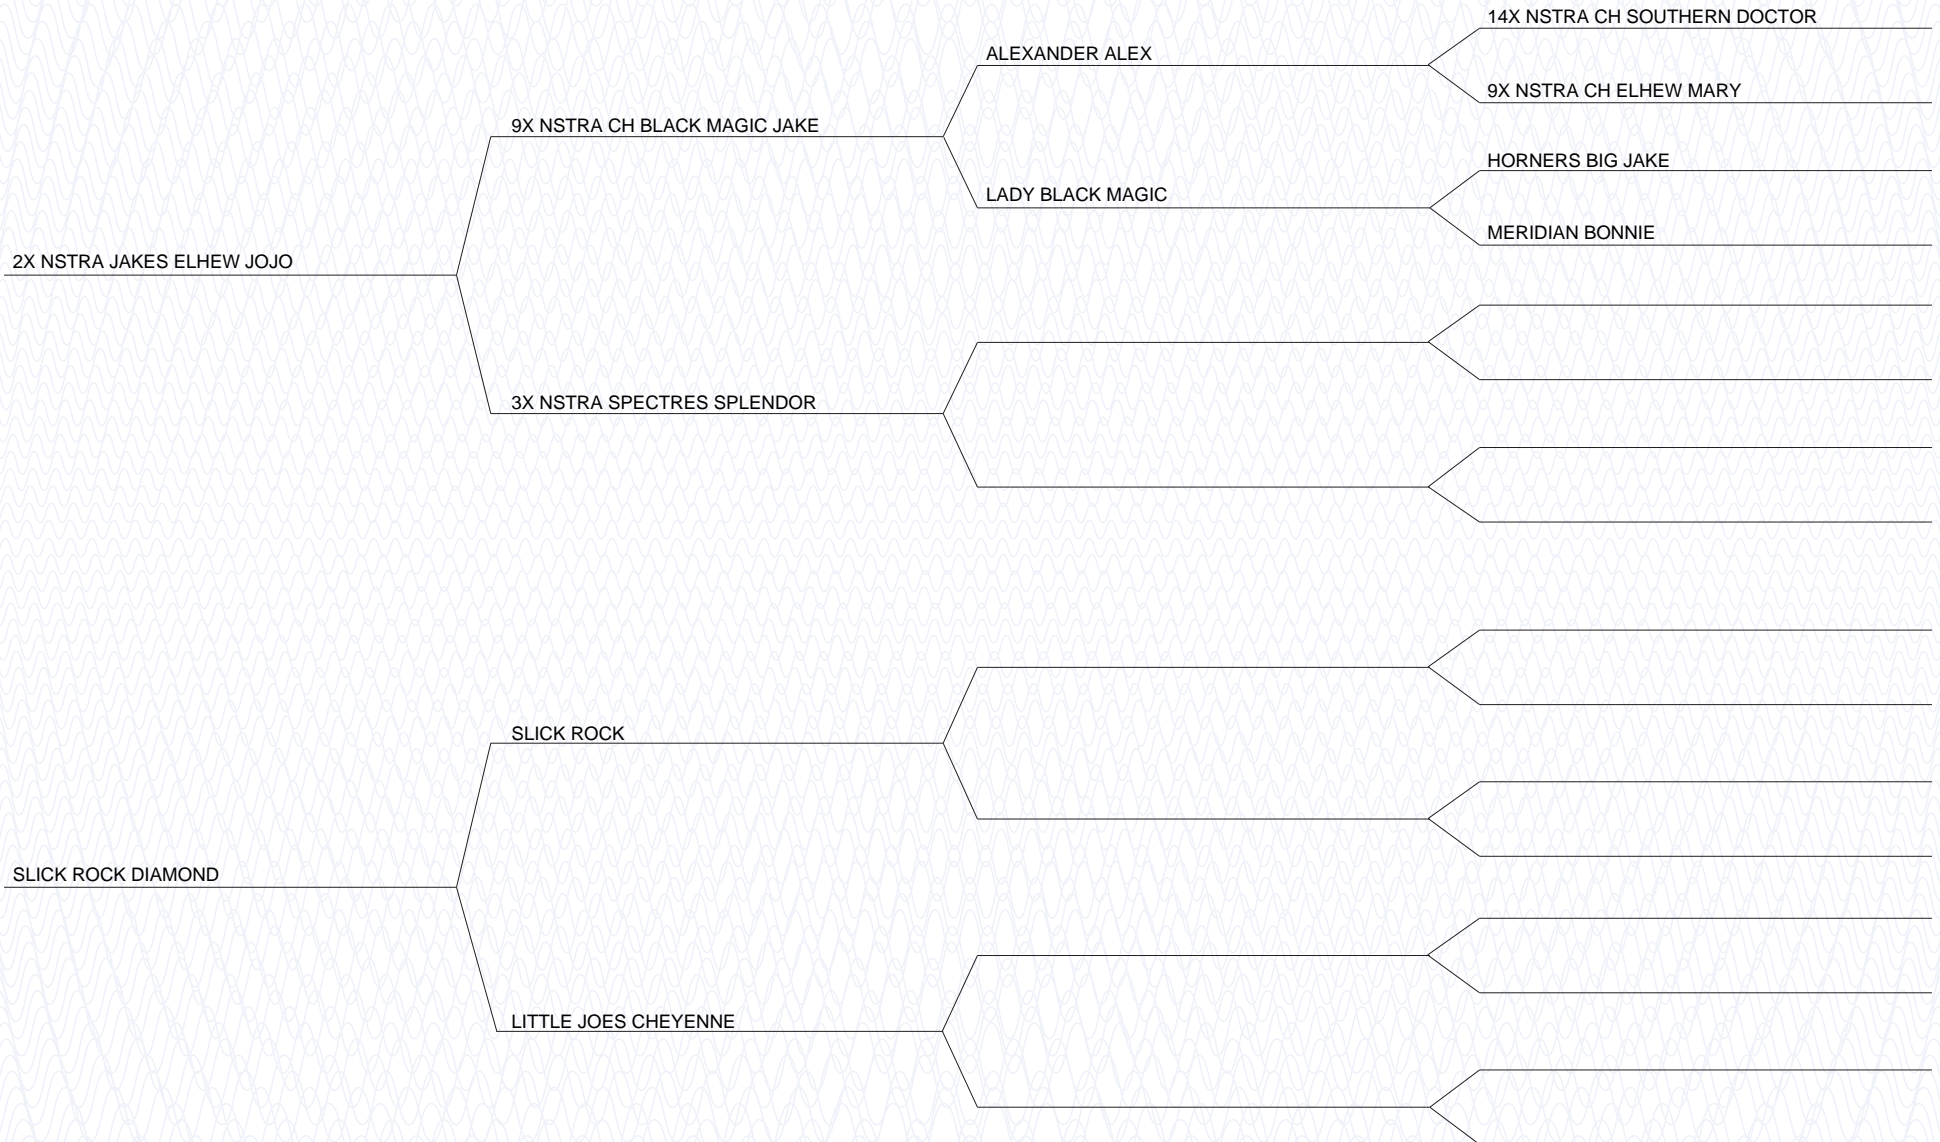 14X NSTRA CH SOUTHERN DOCTOR
ALEXANDER ALEX
9X NSTRA CH ELHEW MARY
9X NSTRA CH BLACK MAGIC JAKE
HORNERS BIG JAKE
LADY BLACK MAGIC
MERIDIAN BONNIE
2X NSTRA JAKES ELHEW JOJO
3X NSTRA SPECTRES SPLENDOR
SLICK ROCK
SLICK ROCK DIAMOND
LITTLE JOES CHEYENNE